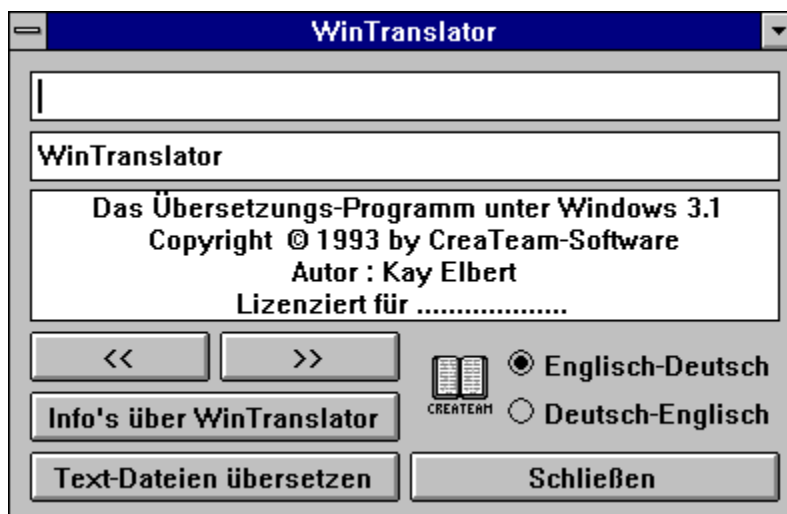 WinTranslator
WinTranslator
Das Übersetzungs-Programm unter Windows 3.1
Copyright © 1993 by CreaTeam-Software
Autor : Kay Elbert
Lizenziert für ...................
<< >>
Englisch-Deutsch
CREATEAM
Deutsch-Englisch
Info's über WinTranslator
Text-Dateien übersetzen
Schließen